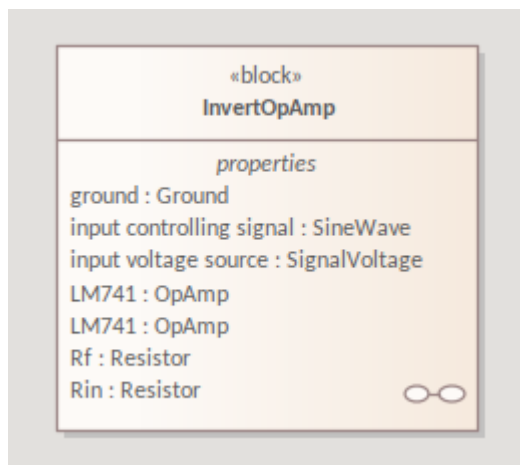 «block»
InvertOpAmp
properties
ground : Ground
input controlling signal : SineWave
input voltage source : SignalVoltage
LM741 : OpAmp
LM741 : OpAmp
Rf : Resistor
Rin : Resistor